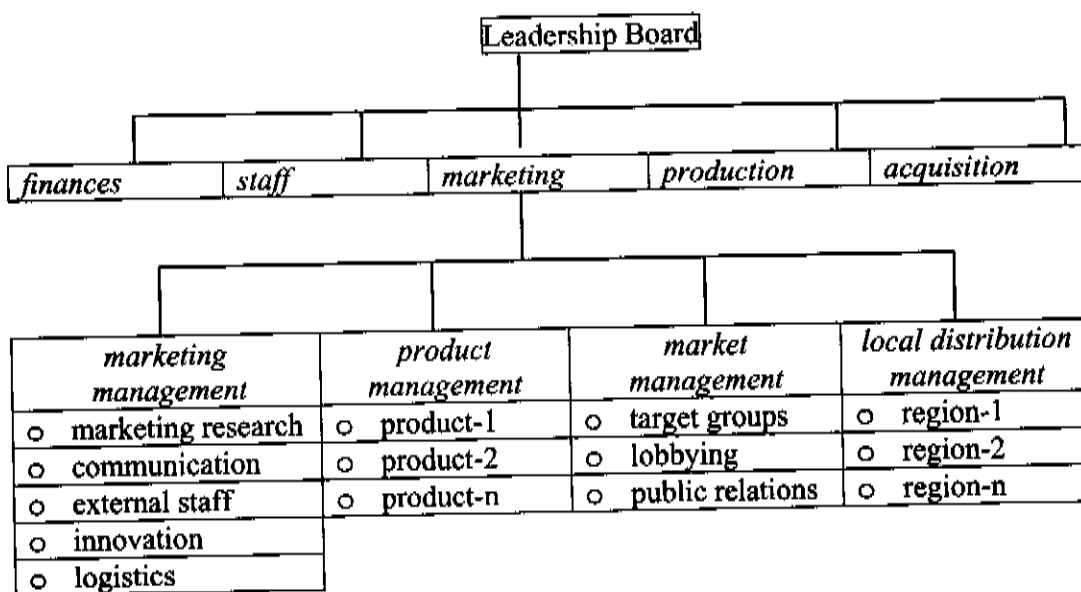 Leadership Board
finances staff marketing production acquisition
marketing management
product management
market management
local distribution management
○ marketing research
○ communication
○ external staff
○ innovation
○ logistics
○ product-1
○ product-2
○ product-n
○ target groups
○ lobbying
○ public relations
○ region-1
○ region-2
○ region-n